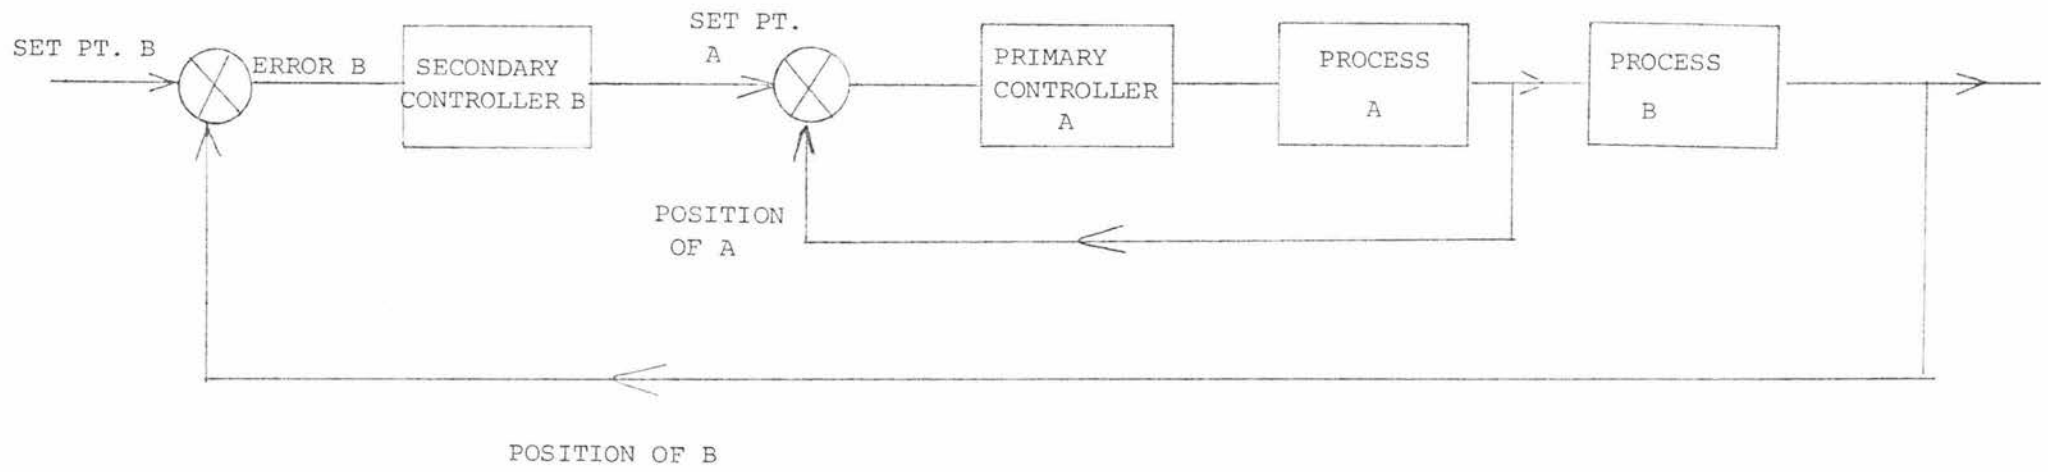 SET PT. B
ERROR B
SECONDARY
CONTROLLER B
SET PT.
A
PRIMARY
CONTROLLER
A
PROCESS
A
PROCESS
B
POSITION
OF A
POSITION OF B